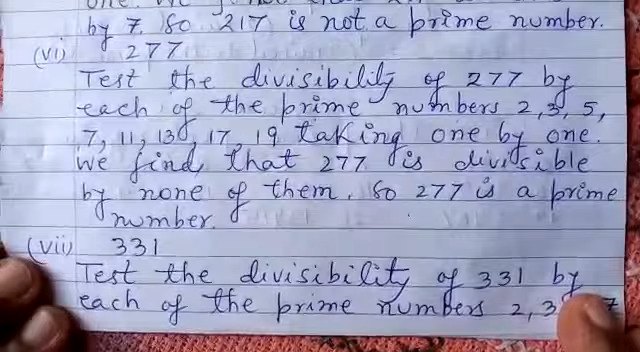 by 7. So 217 is not a prime number.
(vi) 277
Test the divisibility of 277 by
each of the prime numbers 2, 3, 5,
7, 11, 13, 17, 19 taking one by one.
We find, that 277 is divisible
by none of them. So 277 is a prime
number.
(vii) 331
Test the divisibility of 331 by
each of the prime numbers 2, 3 7